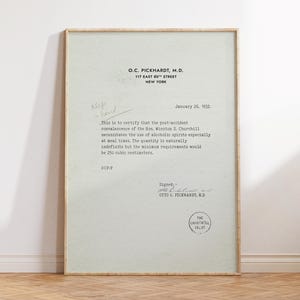 O.C. PICKHARDT, M.D.
117 EAST 80TH STREET
NEW YORK
January 26, 1932
This is to certify that the post-accident
convalescence of the Hon. Winston S. Churchill
necessitates the use of alcoholic spirits especially
at meal times. The quantity is naturally
indefinite but the minimum requirements would
be 250 cubic centimeters.
OCP:P
Signed:-
OTTO C. PICKHARDT, M.D.
THE
CHURCHILL